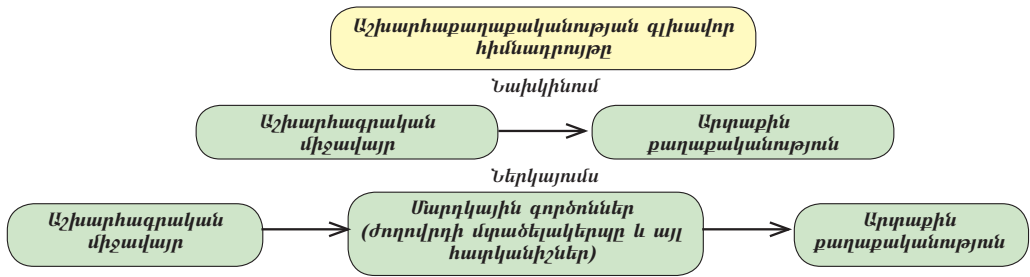 Աշխարհաքաղաքականության գլխավոր
հիմնադրույթը
Նախկինում
Աշխարհագրական
միջավայր
Արտաքին
քաղաքականություն
Ներկայումս
Աշխարհագրական
միջավայր
Մարդկային գործոններ
(ժողովրդի մտածելակերպը և այլ
հատկանիշներ)
Արտաքին
քաղաքականություն